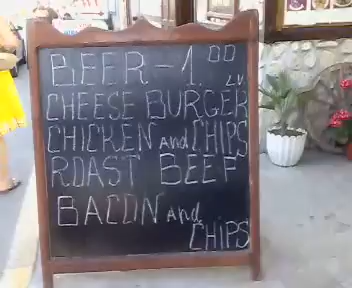 BEER - 1.00 LV.
CHEESE BURGER
CHICKEN and CHIPS
ROAST BEEF
BACON And
CHIPS